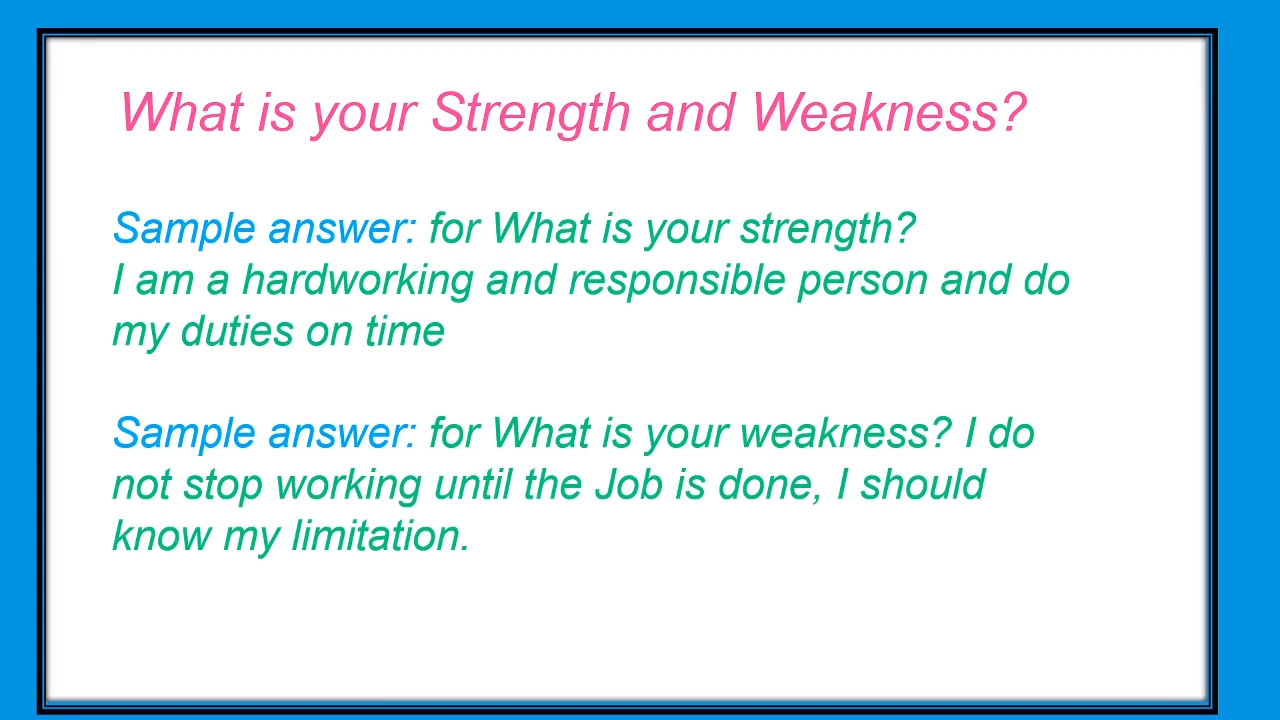 What is your Strength and Weakness?
Sample answer: for What is your strength?
I am a hardworking and responsible person and do
my duties on time
Sample answer: for What is your weakness? I do
not stop working until the Job is done, I should
know my limitation.